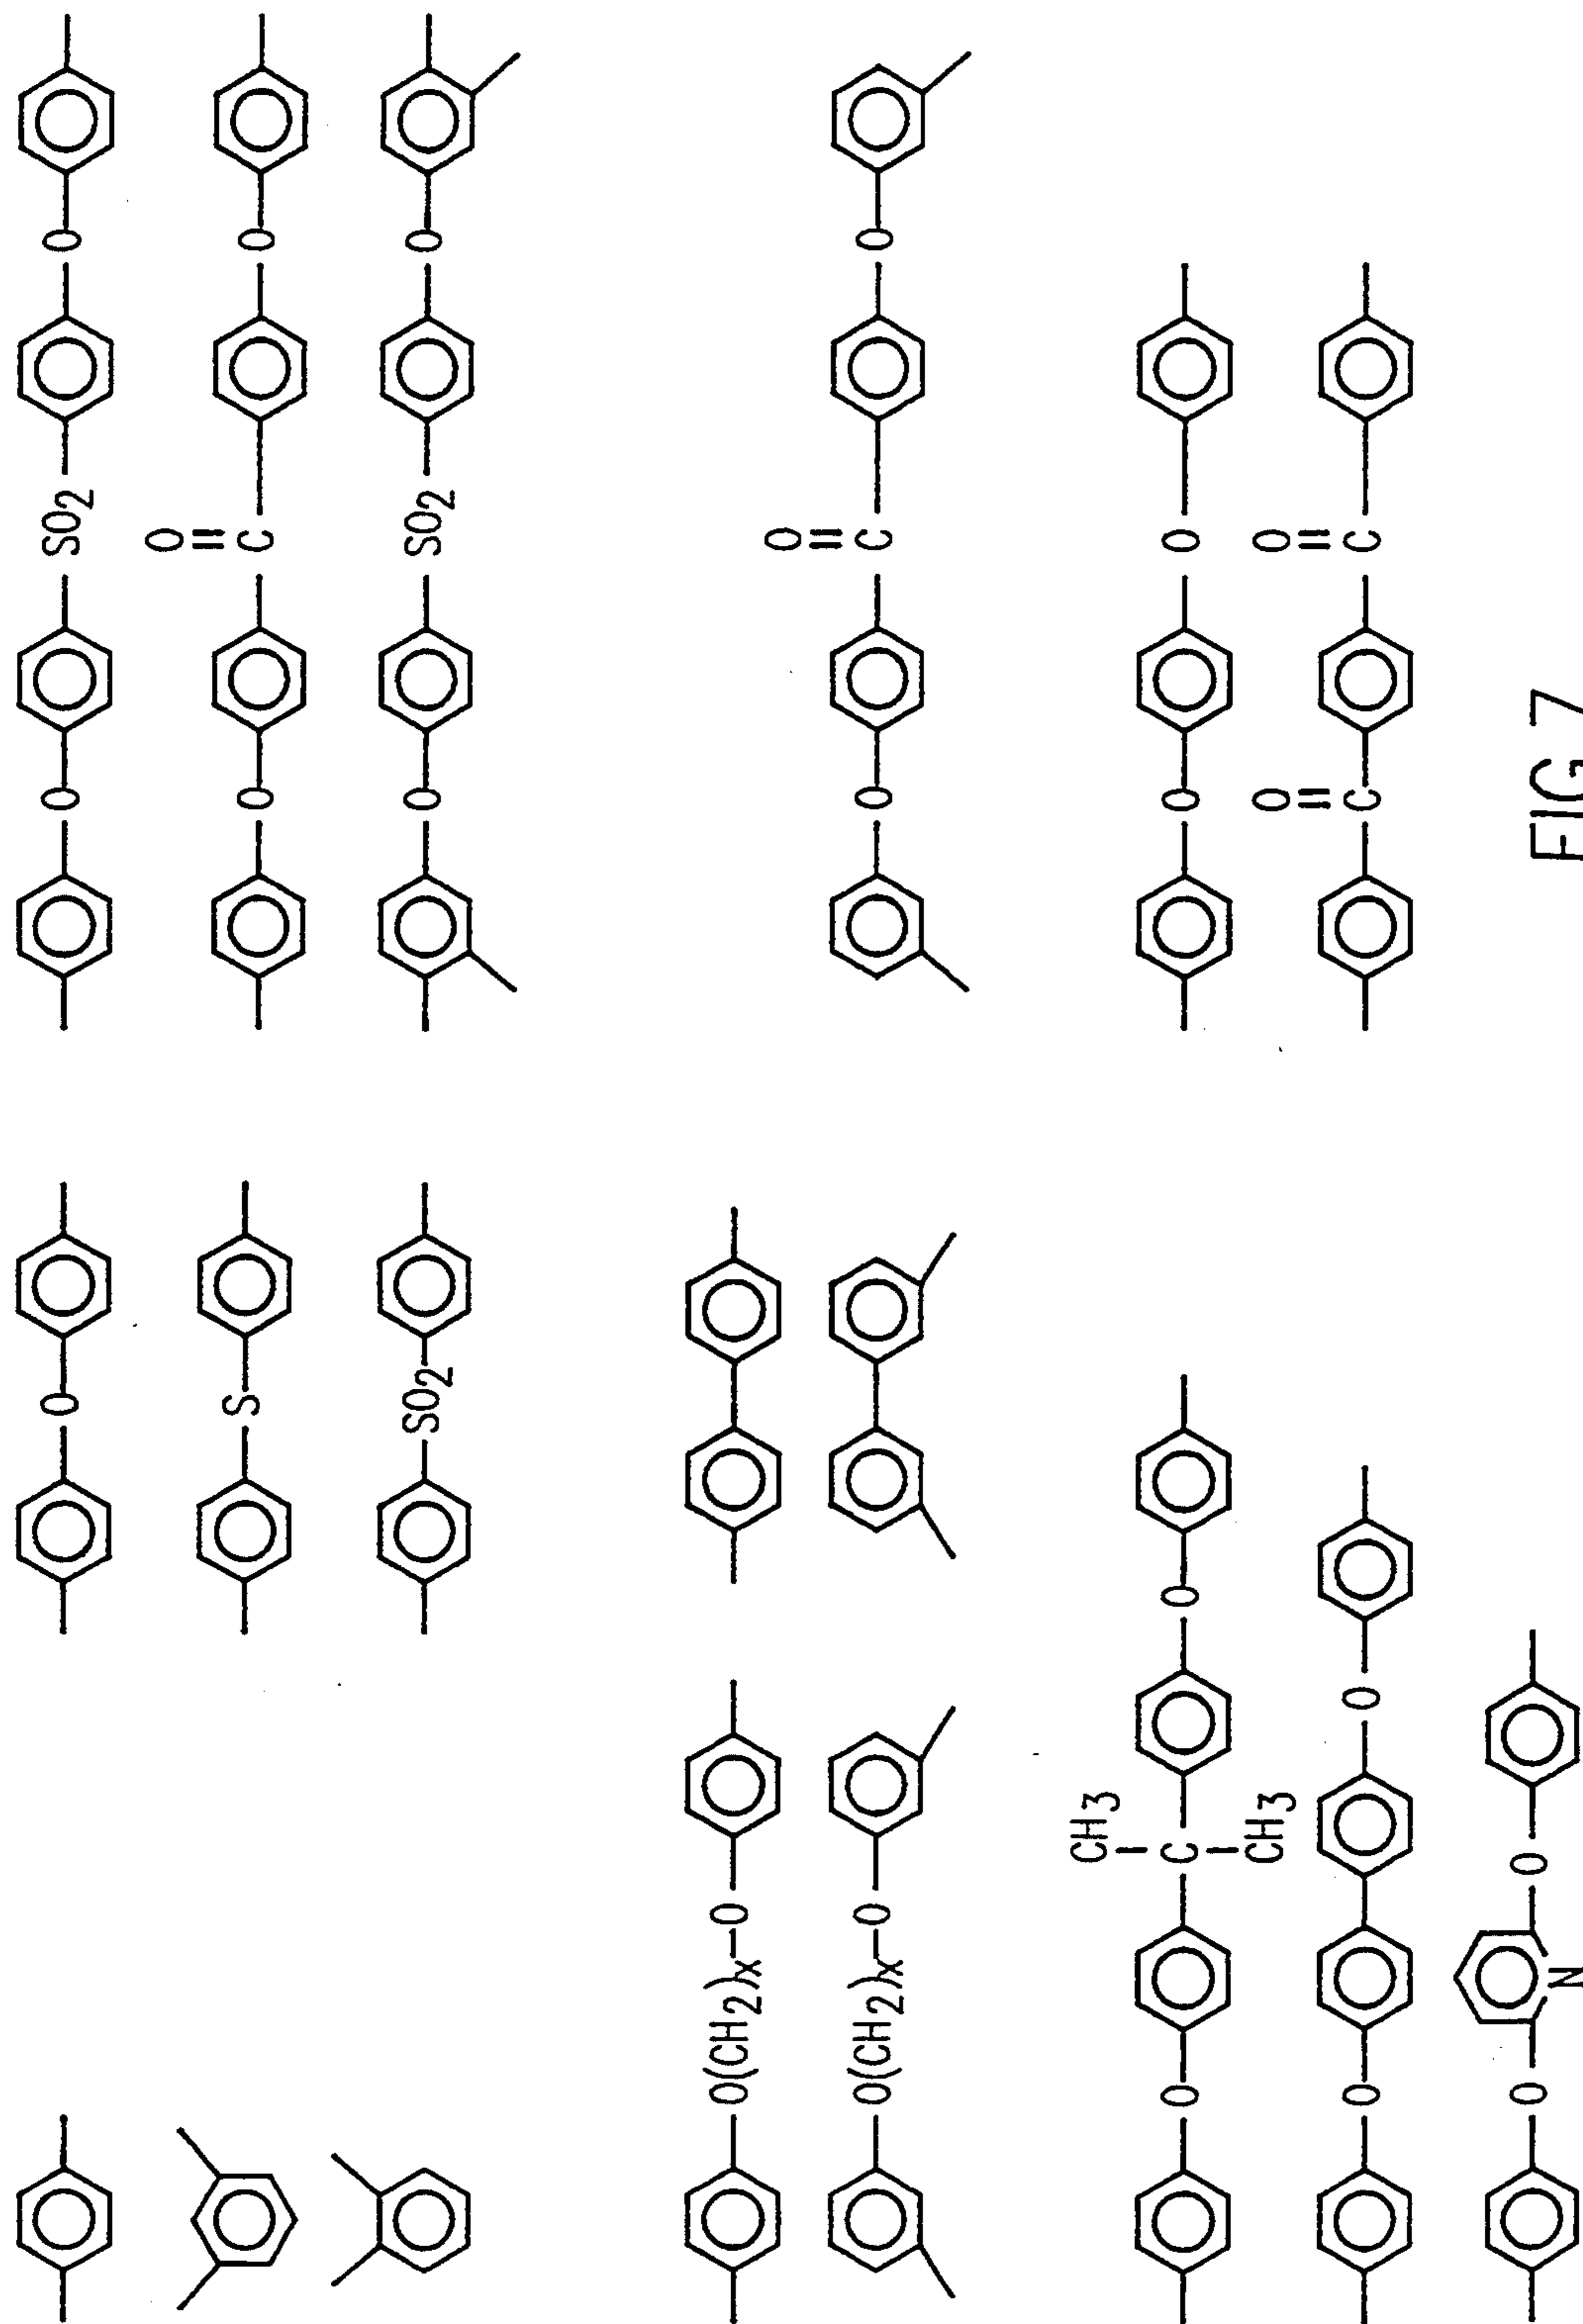 O O SO2 O
O
||
S O C O
SO2 O SO2 O
O(CH2)x–O
O
||
O(CH2)x–O O C O
CH3
O C O O O
CH3 O O
|| ||
O O C C
O O
N
FIG 7